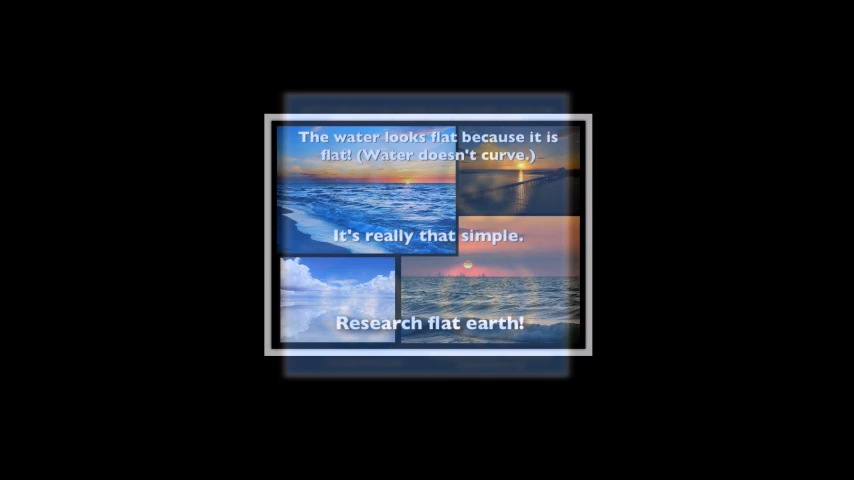 The water looks flat because it is
flat! (Water doesn't curve.)
It's really that simple.
Research flat earth!